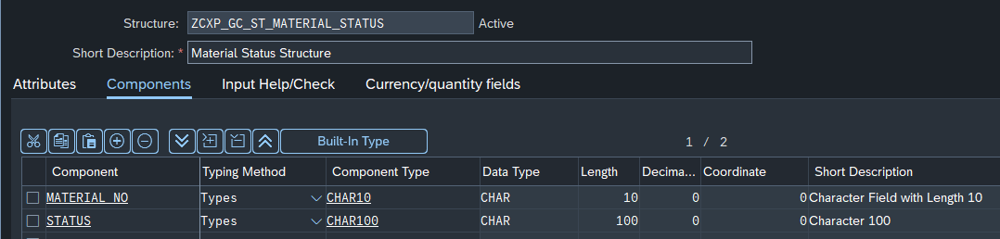 Structure: ZCXP_GC_ST_MATERIAL_STATUS Active
Short Description: * Material Status Structure
Attributes Components Input Help/Check Currency/quantity fields
Built-In Type 1 / 2
Component Typing Method Component Type Data Type Length Decima... Coordinate Short Description
MATERIAL_NO Types CHAR10 CHAR 10 0 0 Character Field with Length 10
STATUS Types CHAR100 CHAR 100 0 0 Character 100